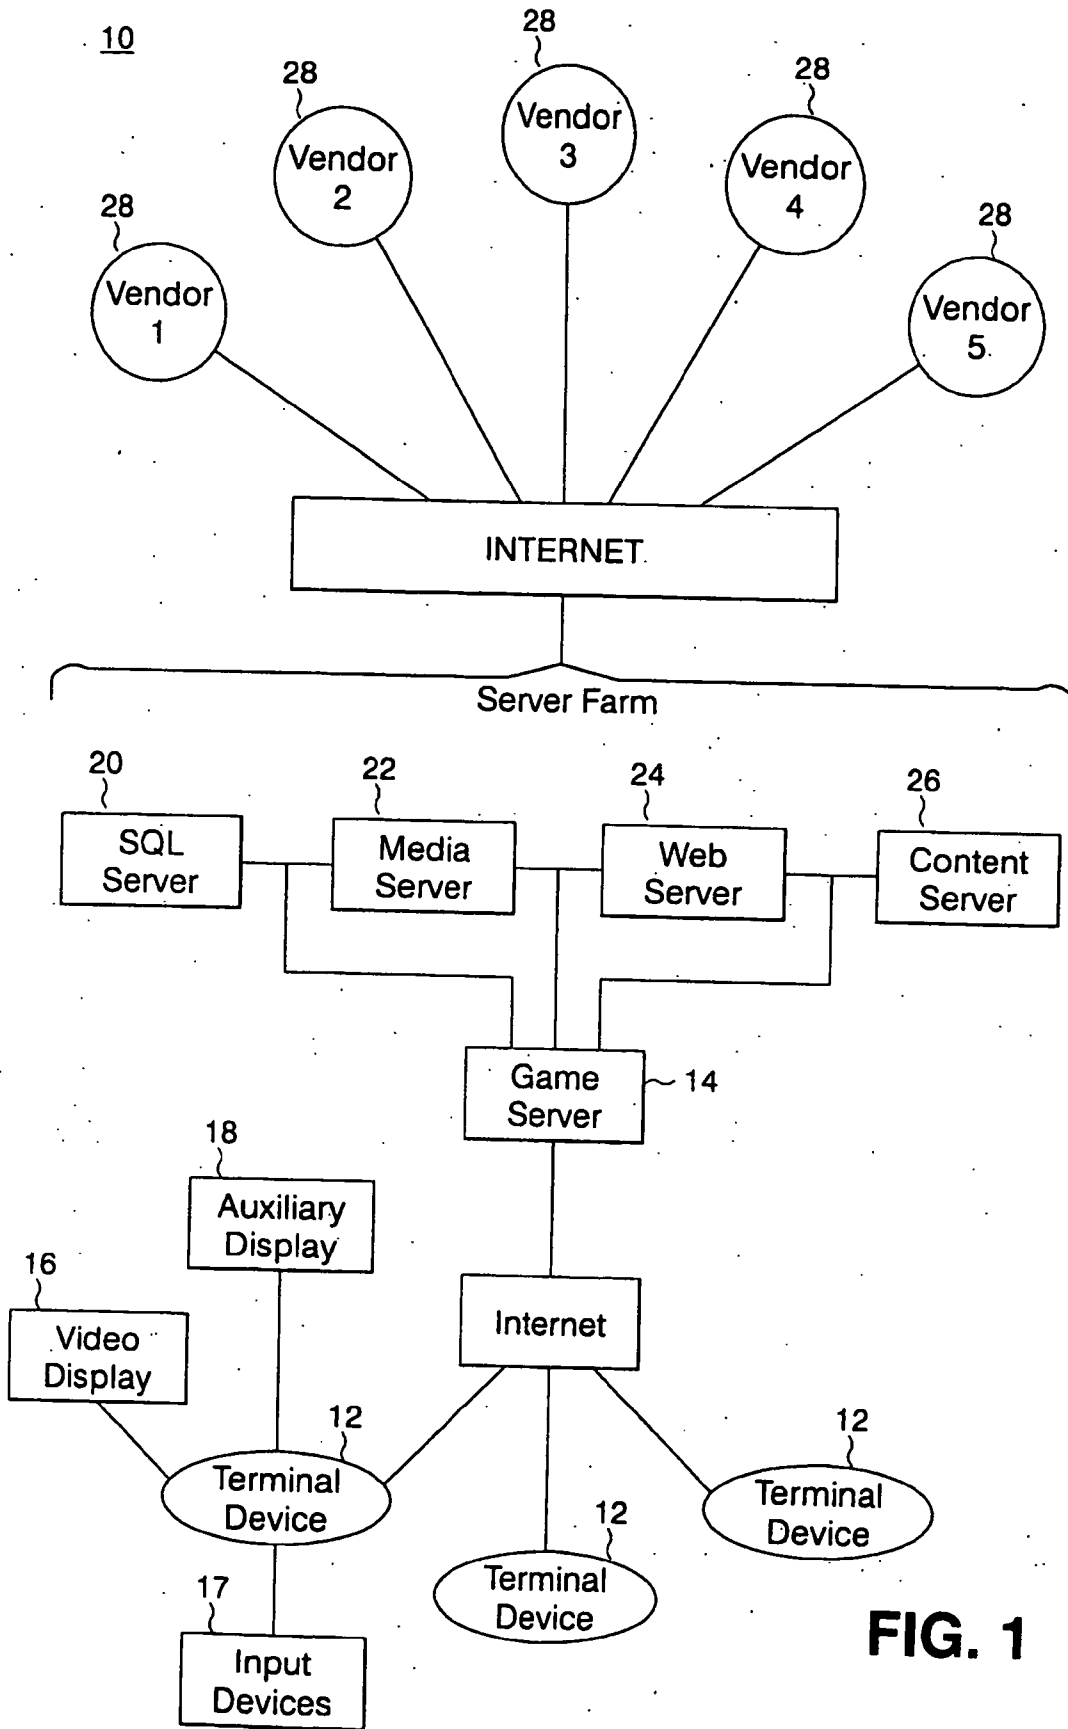 10
28
28
28
28
28
Vendor
1
Vendor
2
Vendor
3
Vendor
4
Vendor
5
INTERNET
Server Farm
20
22
24
26
SQL
Server
Media
Server
Web
Server
Content
Server
Game
Server
14
18
Auxiliary
Display
16
Video
Display
Internet
12
Terminal
Device
12
Terminal
Device
12
Terminal
Device
17
Input
Devices
FIG. 1